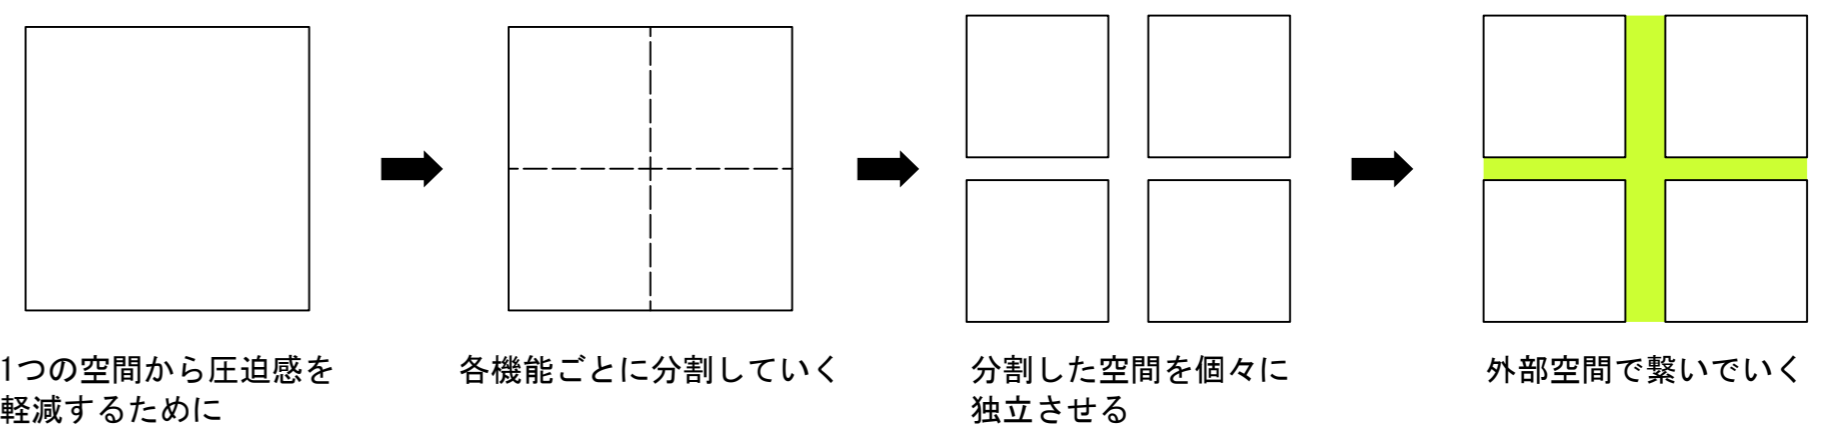 1つの空間から圧迫感を
軽減するために
各機能ごとに分割していく
分割した空間を個々に
独立させる
外部空間で繋いでいく